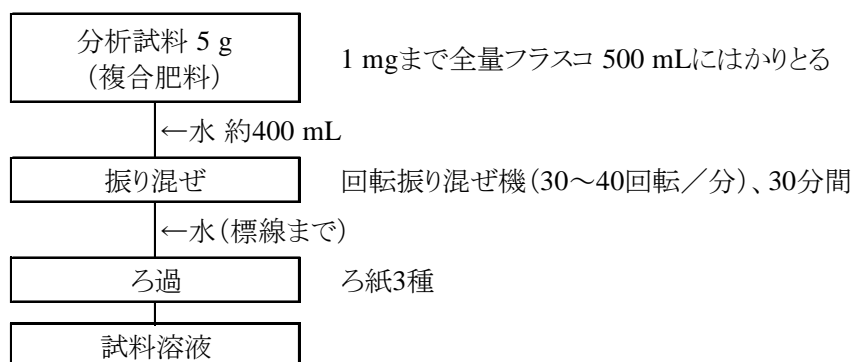 分析試料 5 g
(複合肥料)
1 mgまで全量フラスコ 500 mLにはかりとる
←水 約400 mL
振り混ぜ
回転振り混ぜ機(30~40回転/分)、30分間
←水(標線まで)
ろ過
ろ紙3種
試料溶液